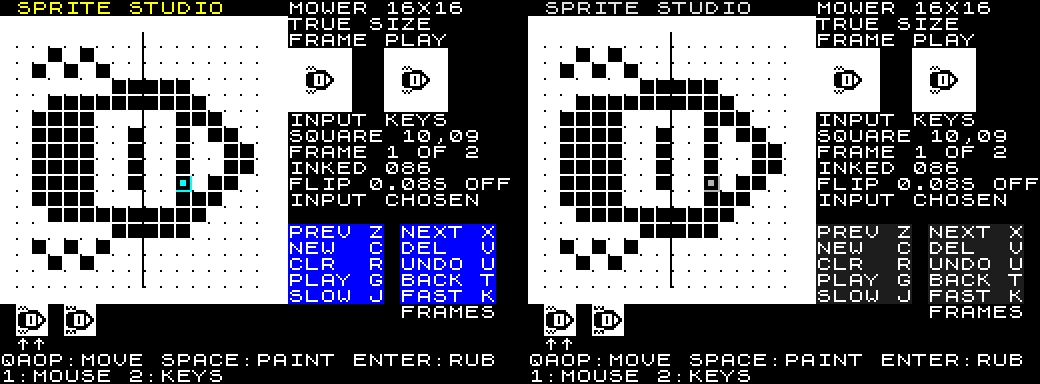 SPRITE STUDIO
MOWER 16X16
TRUE SIZE
FRAME PLAY
INPUT KEYS
SQUARE 10,09
FRAME 1 OF 2
INKED 086
FLIP 0.08S OFF
INPUT CHOSEN
PREV Z NEXT X
NEW C DEL V
CLR R UNDO U
PLAY G BACK T
SLOW J FAST K
FRAMES
QAOP:MOVE SPACE:PAINT ENTER:RUB
1:MOUSE 2:KEYS
SPRITE STUDIO
MOWER 16X16
TRUE SIZE
FRAME PLAY
INPUT KEYS
SQUARE 10,09
FRAME 1 OF 2
INKED 086
FLIP 0.08S OFF
INPUT CHOSEN
PREV Z NEXT X
NEW C DEL V
CLR R UNDO U
PLAY G BACK T
SLOW J FAST K
FRAMES
QAOP:MOVE SPACE:PAINT ENTER:RUB
1:MOUSE 2:KEYS